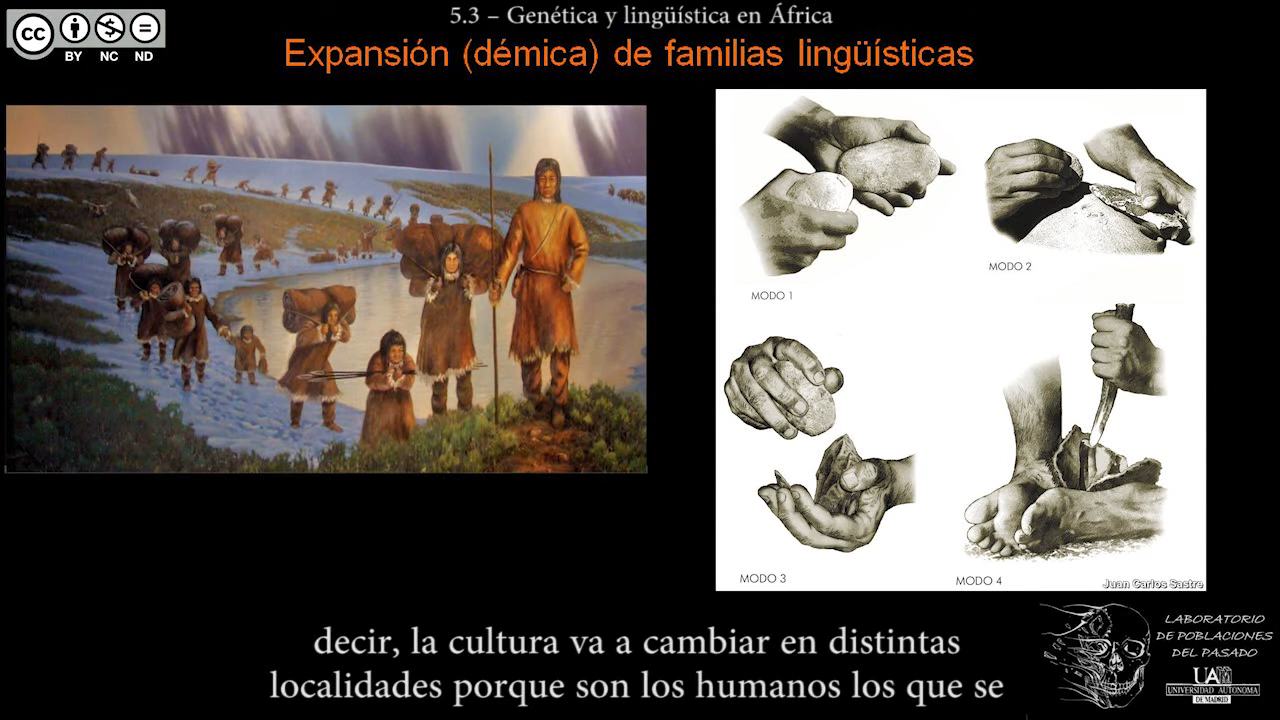 cc
BY NC ND
5.3 – Genética y lingüística en África
Expansión (démica) de familias lingüísticas
MODO 1
MODO 2
MODO 3
MODO 4
Juan Carlos Sastre
decir, la cultura va a cambiar en distintas
localidades porque son los humanos los que se
LABORATORIO
DE POBLACIONES
DEL PASADO
UAM
UNIVERSIDAD AUTONOMA
DE MADRID